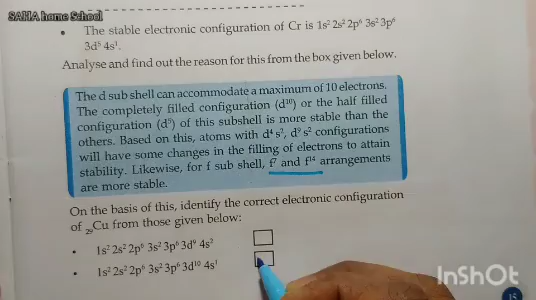 SAHA home School
• The stable electronic configuration of Cr is 1s² 2s² 2p⁶ 3s² 3p⁶
3d⁵ 4s¹.
Analyse and find out the reason for this from the box given below.
The d sub shell can accommodate a maximum of 10 electrons.
The completely filled configuration (d¹⁰) or the half filled
configuration (d⁵) of this subshell is more stable than the
others. Based on this, atoms with d⁴ s², d⁹ s² configurations
will have some changes in the filling of electrons to attain
stability. Likewise, for f sub shell, f⁷ and f¹⁴ arrangements
are more stable.
On the basis of this, identify the correct electronic configuration
of ₂₉Cu from those given below:
• 1s² 2s² 2p⁶ 3s² 3p⁶ 3d⁹ 4s²
• 1s² 2s² 2p⁶ 3s² 3p⁶ 3d¹⁰ 4s¹
InShOt
15